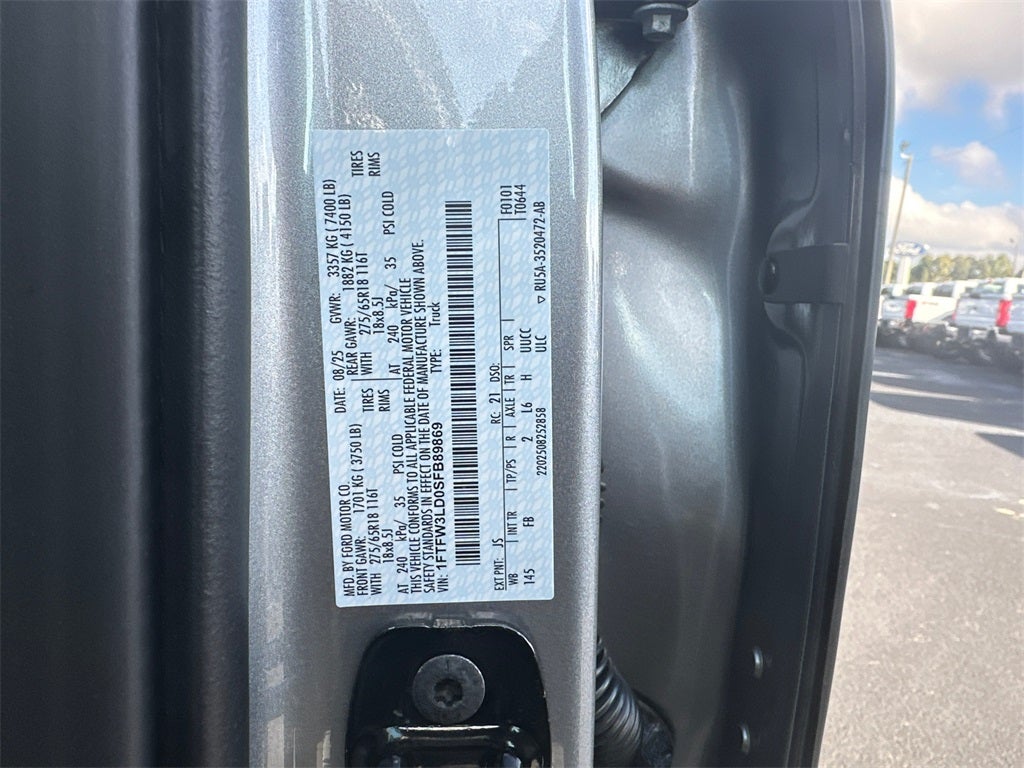 MFD. BY FORD MOTOR CO. DATE: 08/25 GVWR: 3357 KG ( 7400 LB)
FRONT GAWR: 1701 KG ( 3750 LB) REAR GAWR: 1882 KG ( 4150 LB)
WITH 275/65R18 116T TIRES WITH 275/65R18 116T TIRES
18x8.5J RIMS 18x8.5J RIMS
AT 240 kPa/ 35 PSI COLD AT 240 kPa/ 35 PSI COLD
THIS VEHICLE CONFORMS TO ALL APPLICABLE FEDERAL MOTOR VEHICLE
SAFETY STANDARDS IN EFFECT ON THE DATE OF MANUFACTURE SHOWN ABOVE.
VIN: 1FTFW3LD0SFB89869 TYPE: Truck
F0101
EXT PNT: JS RC: 21 DSO: T0644
WB INT TR TP/PS R AXLE TR SPR
145 FB 2 L6 H UUCC
ULC
2202508252858
▽ RU5A-3520472-AB